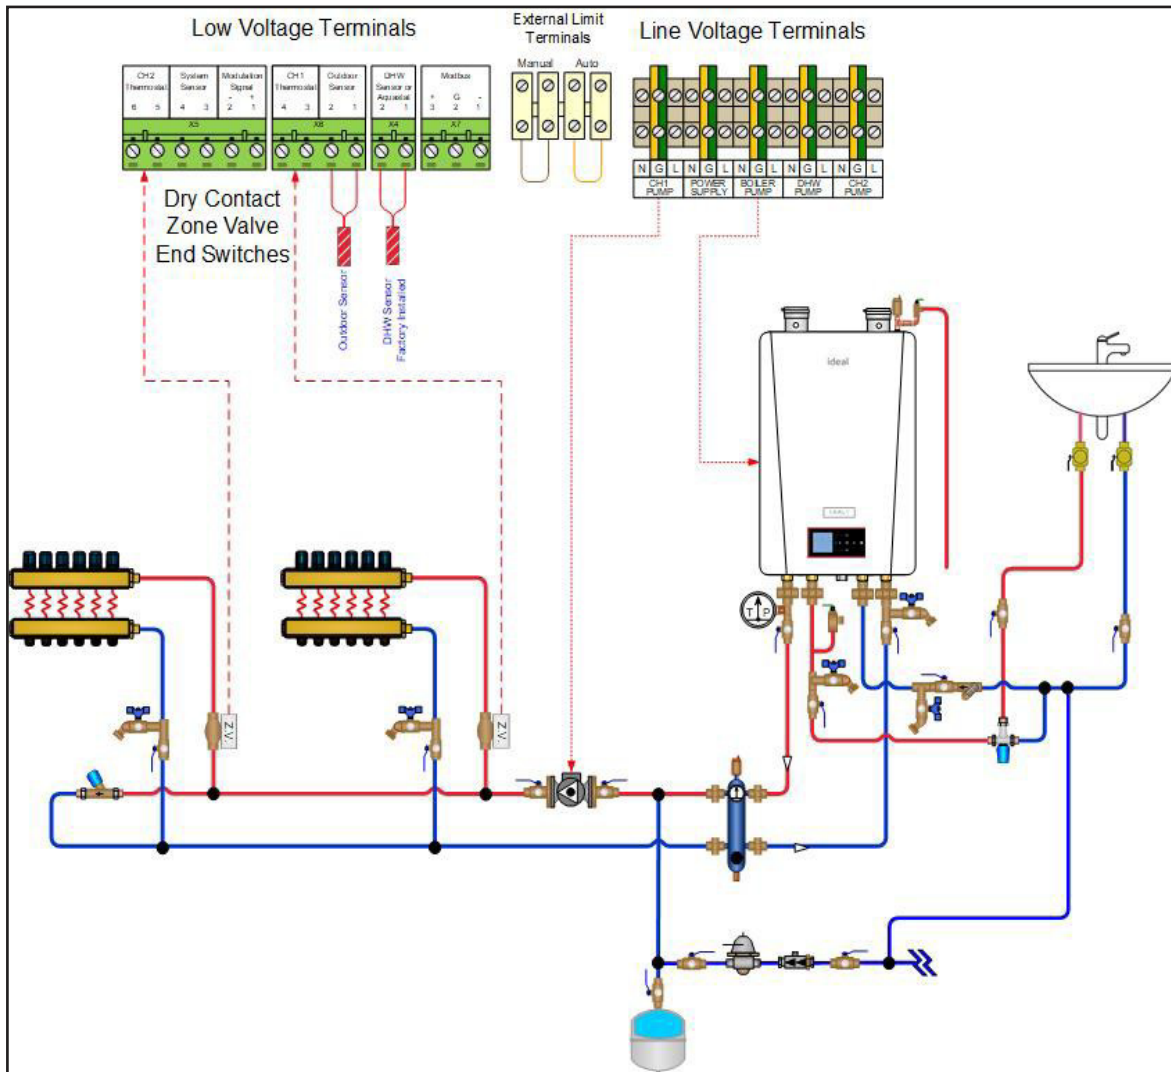 Low Voltage Terminals
External Limit
Terminals
Line Voltage Terminals
Manual Auto
CH2
Thermostat
6 5
System
Sensor
4 3
Modulation
Signal
- +
2 1
X5
CH1
Thermostat
4 3
Outdoor
Sensor
2 1
X6
DHW
Sensor or
Aquastat
2 1
X4
Modbus
+ G -
3 2 1
X7
N G L N G L N G L N G L N G L
CH1
PUMP
POWER
SUPPLY
BOILER
PUMP
DHW
PUMP
CH2
PUMP
Dry Contact
Zone Valve
End Switches
Outdoor Sensor
DHW Sensor
Factory Installed
ideal
Z.V.
Z.V.
T P